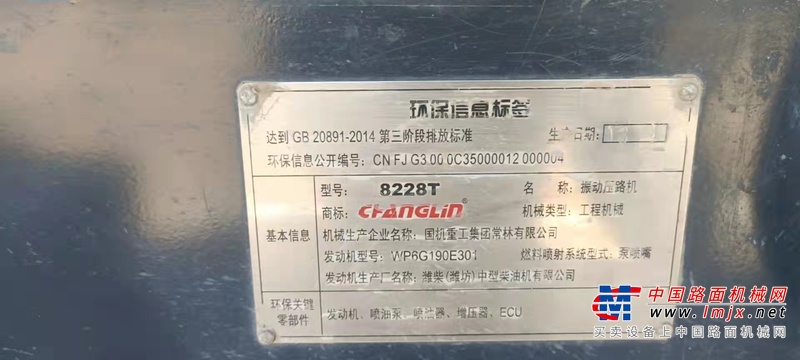 环保信息标签
达到 GB 20891-2014 第三阶段排放标准 生产日期:
环保信息公开编号: CN FJ G3 00 0C35000012 000004
基本信息
型号: 8228T 名 称: 振动压路机
商标: CHANGLIN 机械类型: 工程机械
机械生产企业名称: 国机重工集团常林有限公司
发动机型号: WP6G190E301 燃料喷射系统型式: 泵喷嘴
发动机生产厂名称: 潍柴(潍坊)中型柴油机有限公司
环保关键零部件
发动机、喷油泵、喷油器、增压器、ECU
中国路面机械网
www.lmjx.net
买卖设备上中国路面机械网